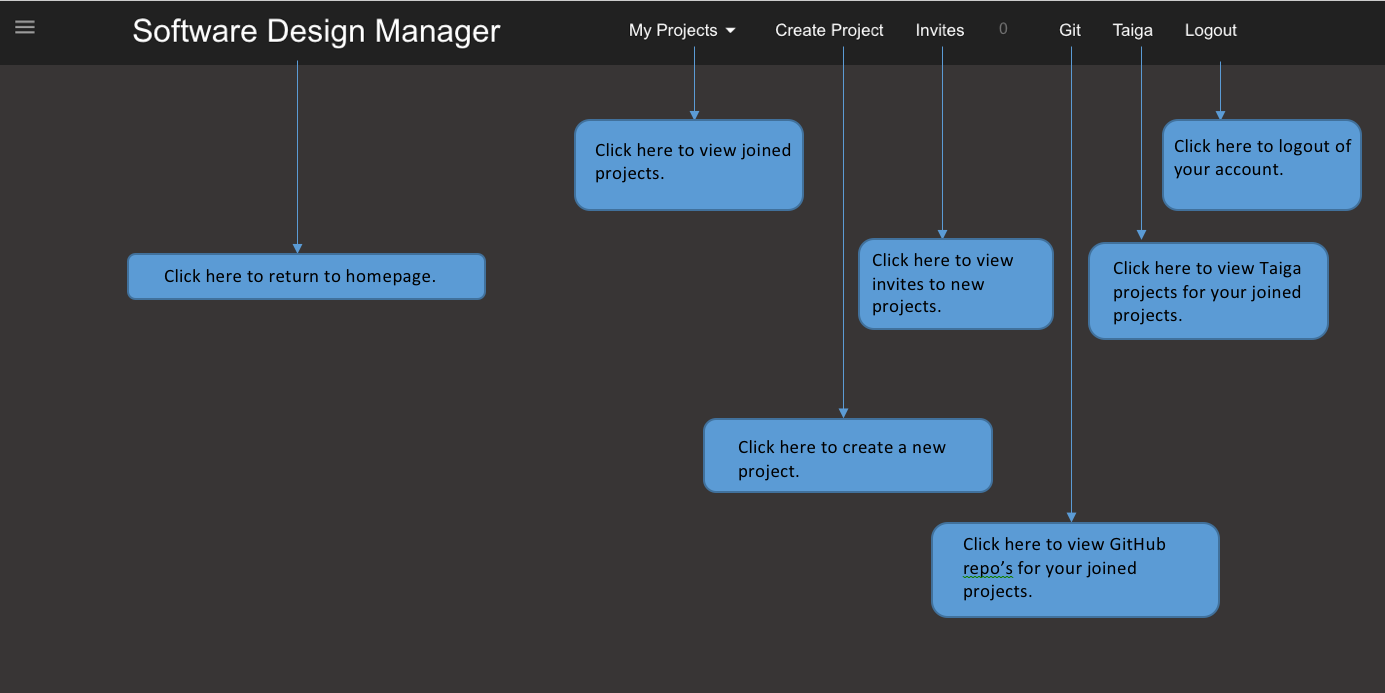 Software Design Manager
My Projects
Create Project
Invites
0
Git
Taiga
Logout
Click here to view joined
projects.
Click here to logout of
your account.
Click here to return to homepage.
Click here to view
invites to new
projects.
Click here to view Taiga
projects for your joined
projects.
Click here to create a new
project.
Click here to view GitHub
repo’s for your joined
projects.